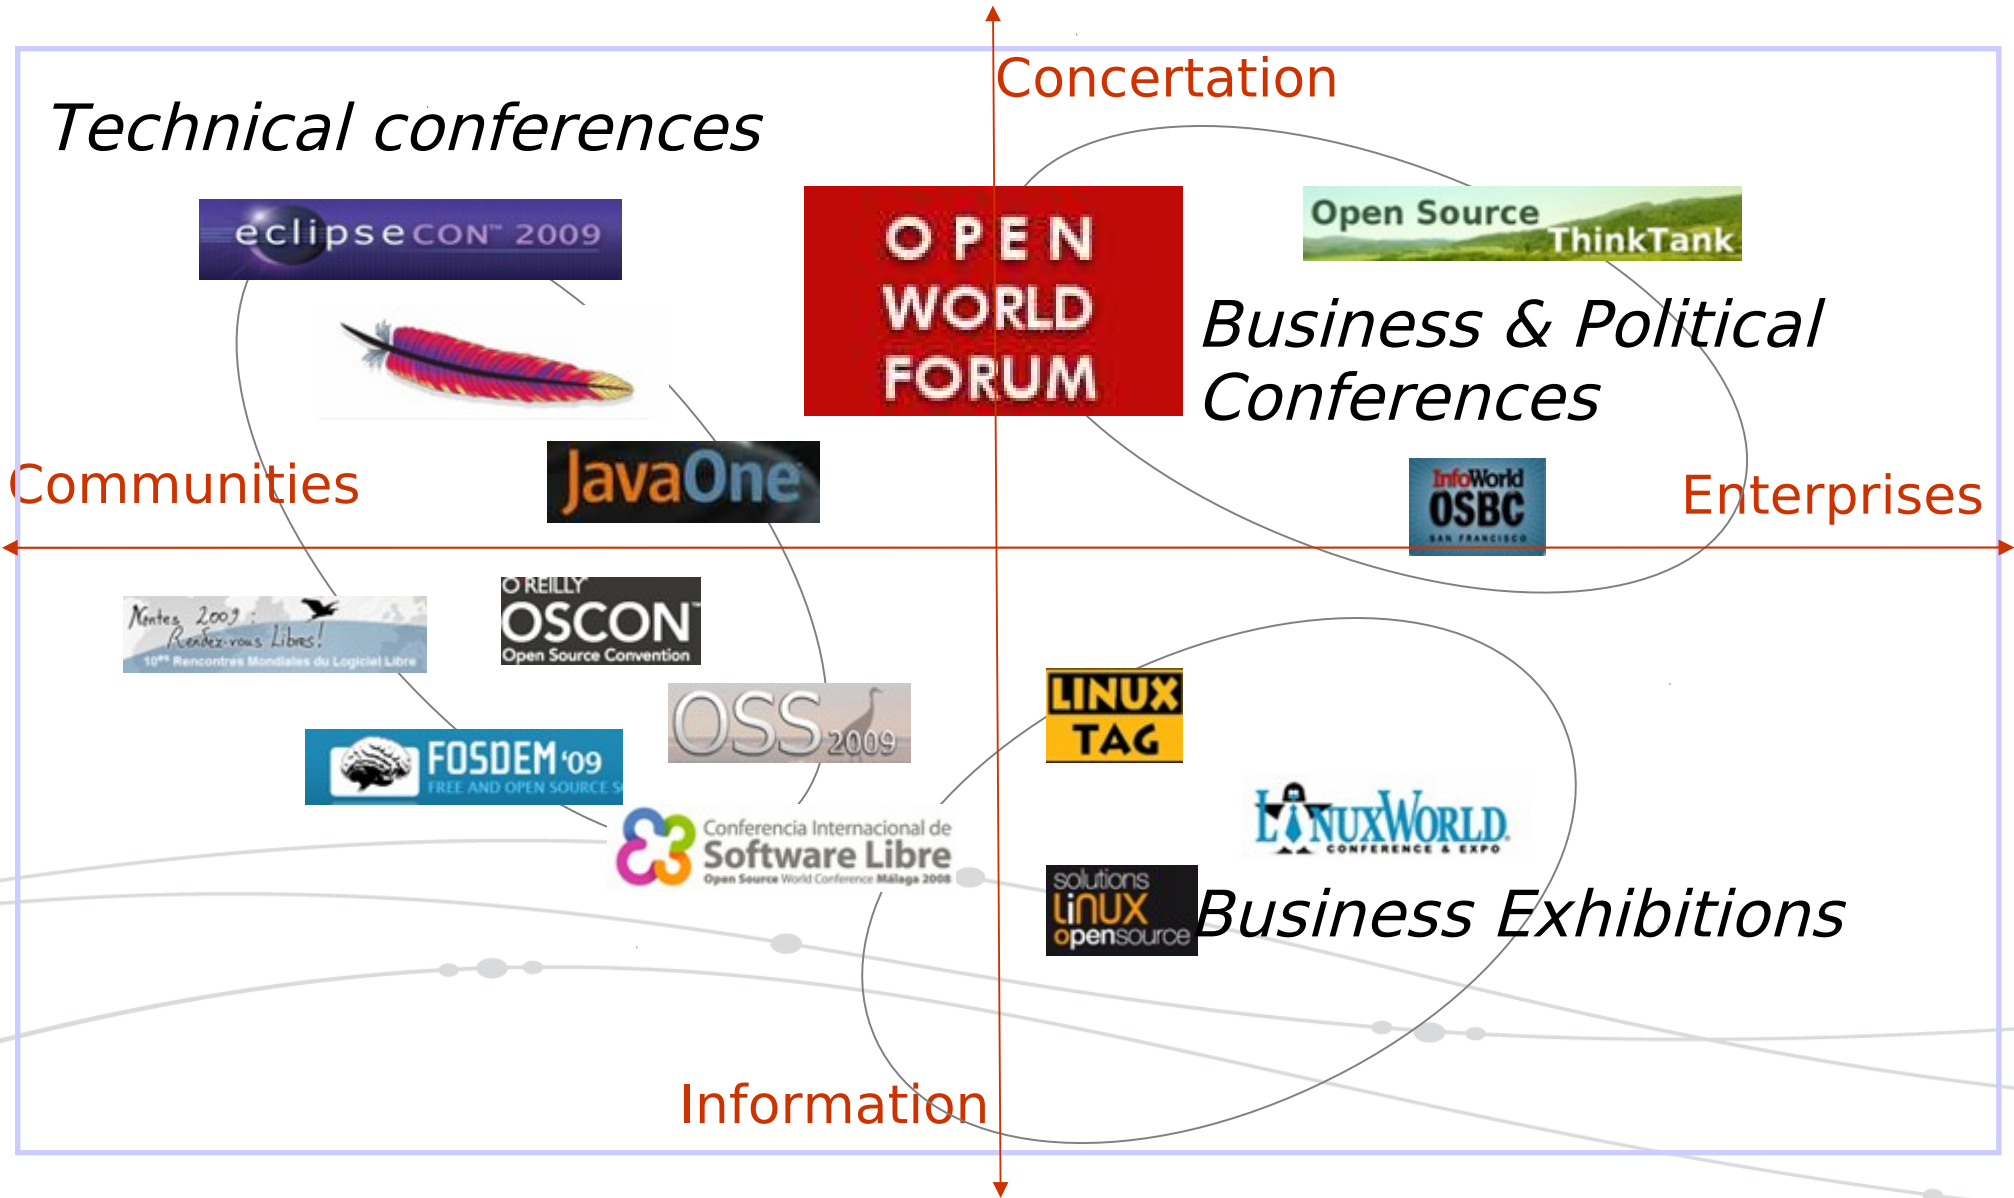 Concertation
Technical conferences
eclipseCON™ 2009
OPEN
WORLD
FORUM
Open Source
ThinkTank
Business & Political
Conferences
JavaOne
Communities
InfoWorld
OSBC
SAN FRANCISCO
Enterprises
Nantes 2009 :
Rendez-vous Libres!
10es Rencontres Mondiales du Logiciel Libre
O'REILLY
OSCON™
Open Source Convention
OSS 2009
LINUX
TAG
FOSDEM '09
FREE AND OPEN SOURCE S
LINUXWORLD
CONFERENCE & EXPO
Conferencia Internacional de
Software Libre
Open Source World Conference Málaga 2008
solutions
LiNUX
opensource
Business Exhibitions
Information